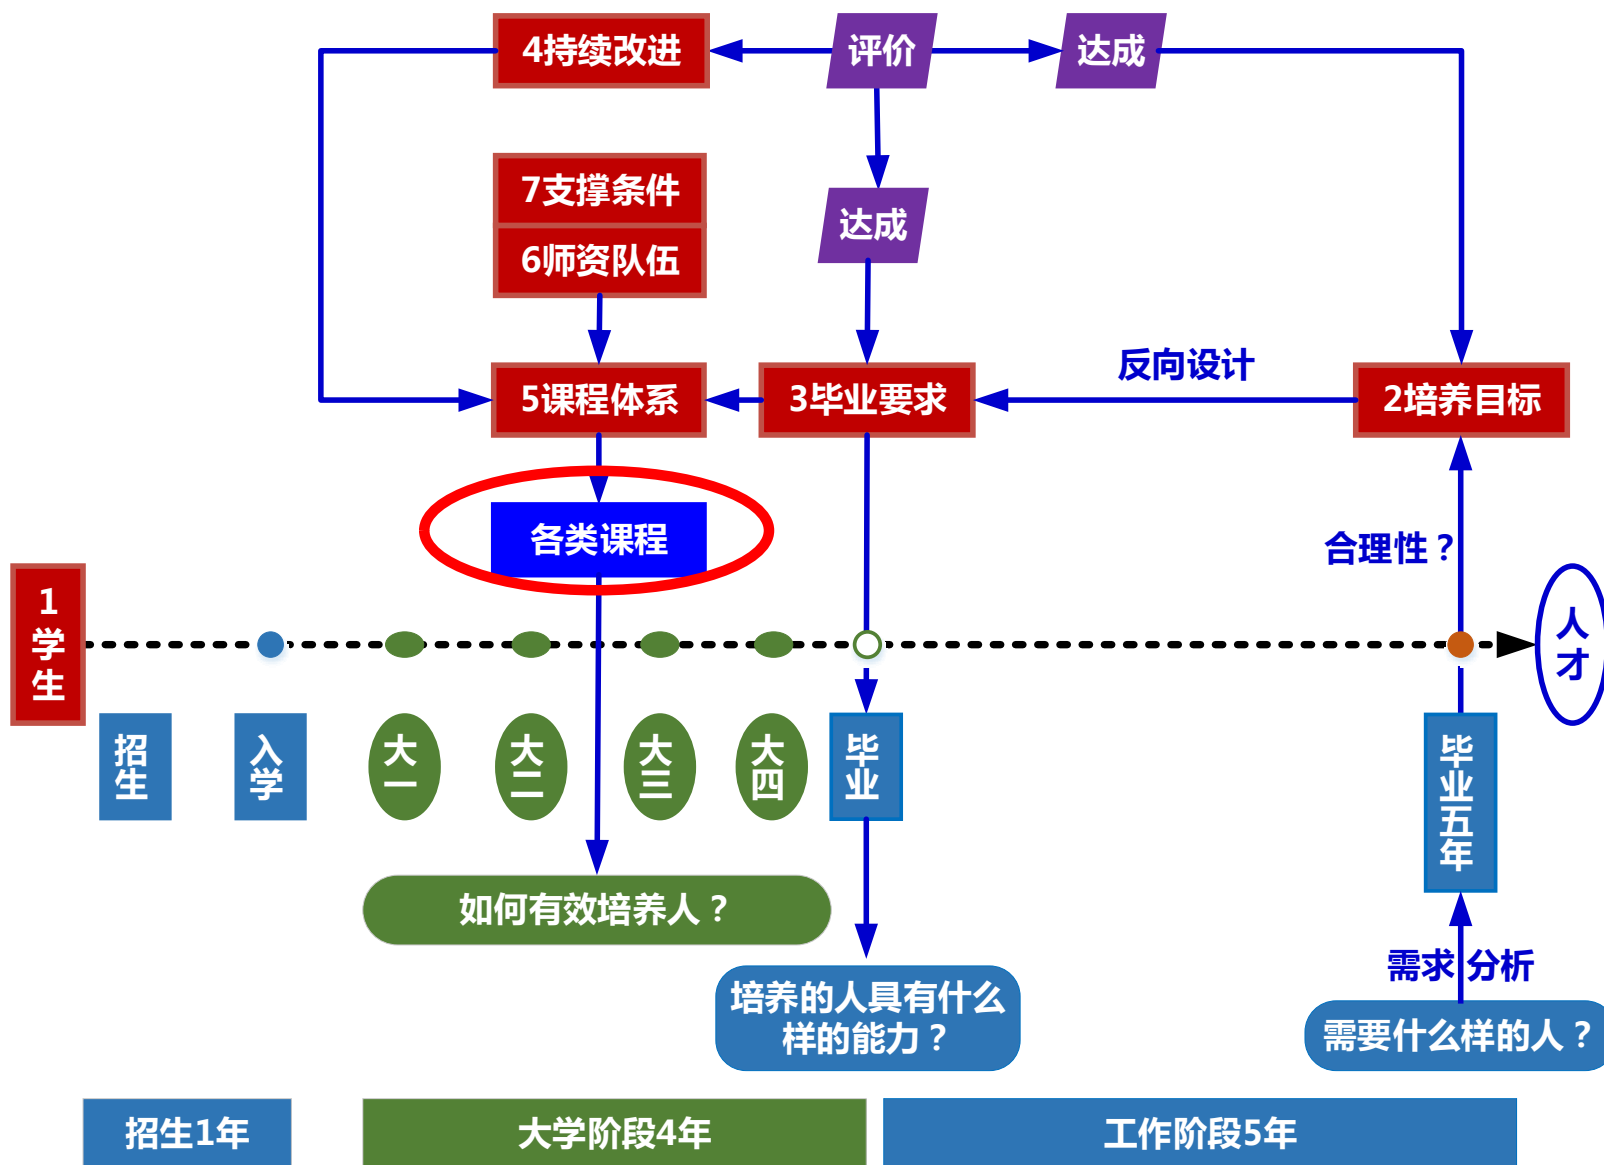 4持续改进
评价
达成
7支撑条件
6师资队伍
达成
反向设计
5课程体系
3毕业要求
2培养目标
各类课程
合理性？
1
学
生
人
才
招
生
入
学
大
一
大
二
大
三
大
四
毕
业
毕
业
五
年
如何有效培养人？
需求 分析
培养的人具有什么
样的能力？
需要什么样的人？
招生1年
大学阶段4年
工作阶段5年